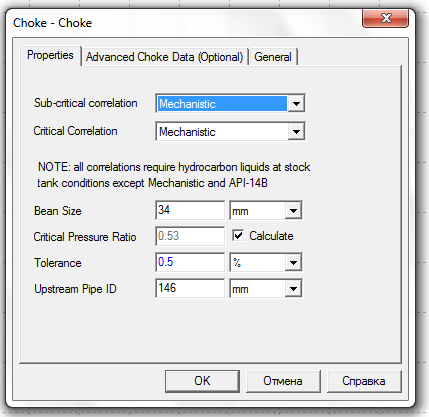 Choke - Choke
Properties
Advanced Choke Data (Optional)
General
Sub-critical correlation
Mechanistic
Critical Correlation
Mechanistic
NOTE: all correlations require hydrocarbon liquids at stock
tank conditions except Mechanistic and API-14B
Bean Size
34
mm
Critical Pressure Ratio
0.53
Calculate
Tolerance
0.5
%
Upstream Pipe ID
146
mm
OK
Отмена
Справка